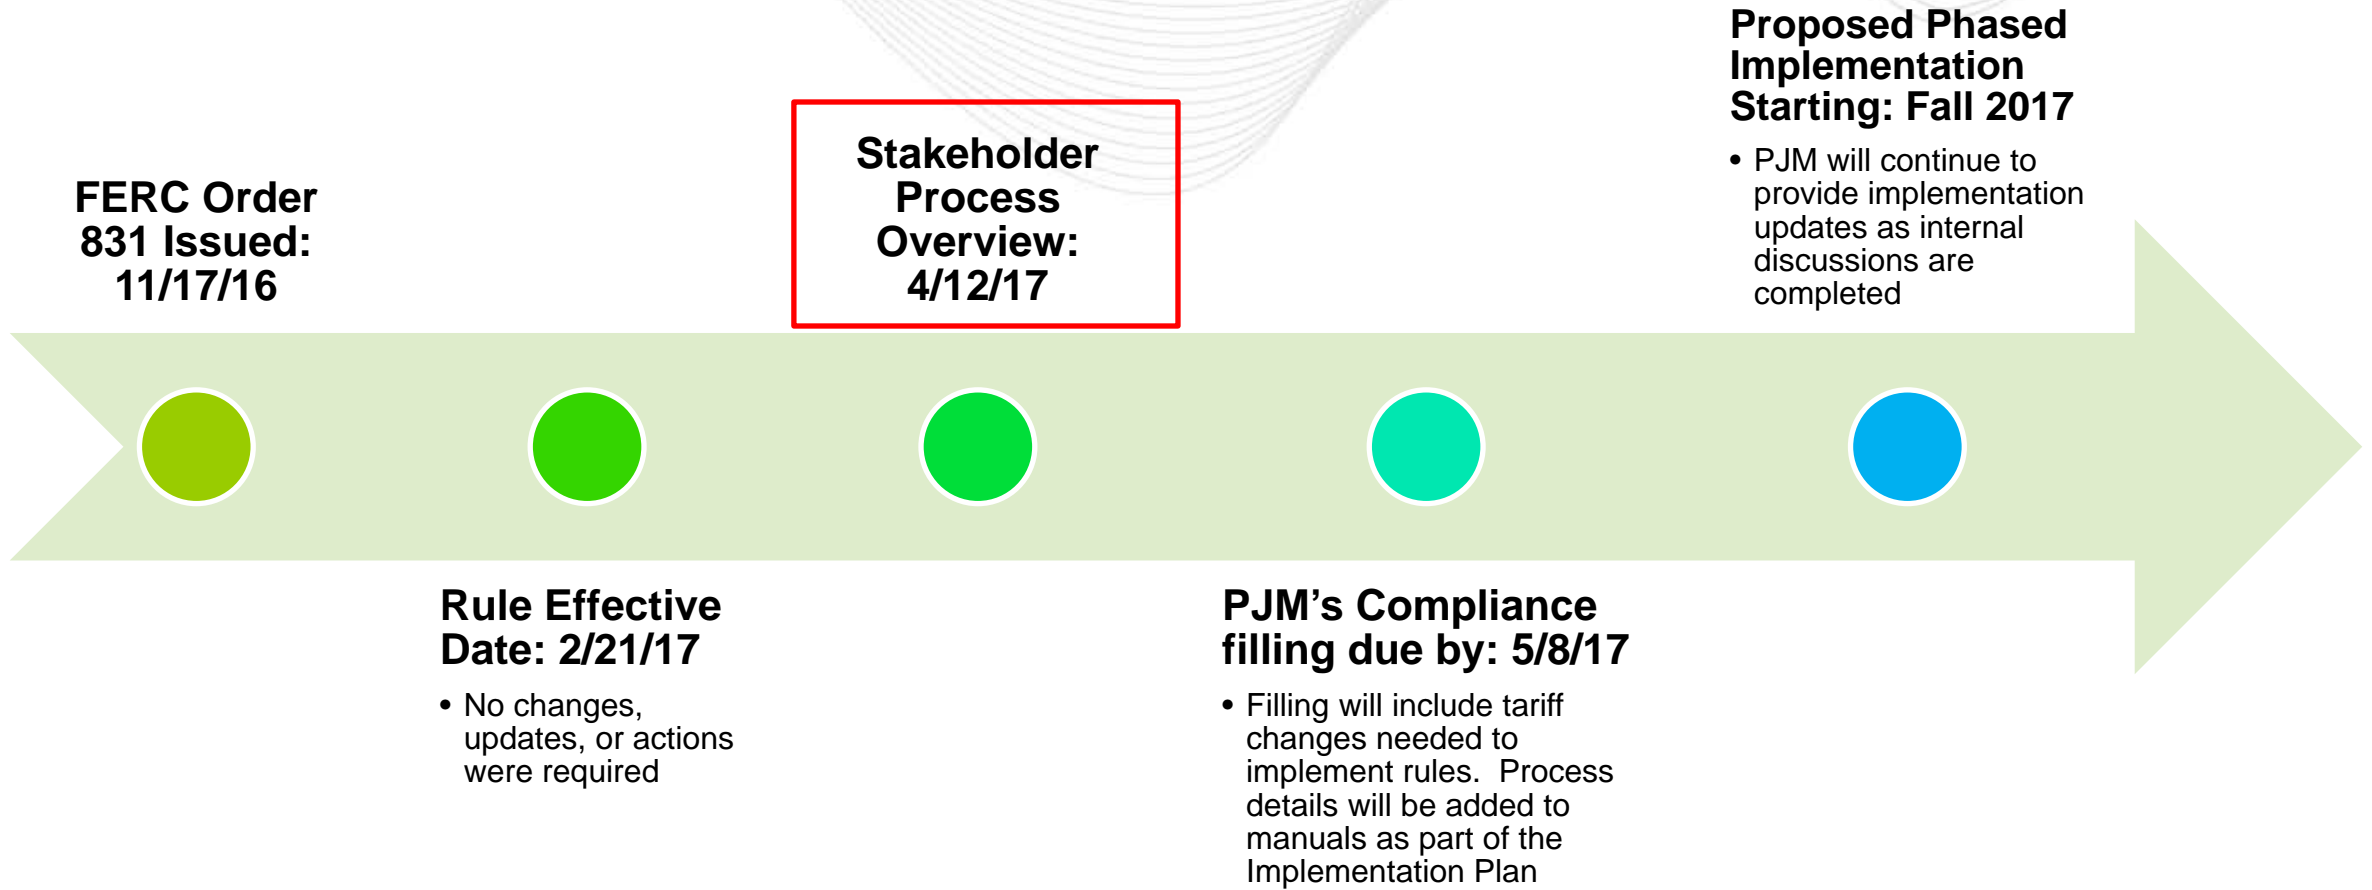 FERC Order
831 Issued:
11/17/16
Rule Effective
Date: 2/21/17
• No changes,
updates, or actions
were required
Stakeholder
Process
Overview:
4/12/17
PJM’s Compliance
filling due by: 5/8/17
• Filling will include tariff
changes needed to
implement rules.  Process
details will be added to
manuals as part of the
Implementation Plan
Proposed Phased
Implementation
Starting: Fall 2017
• PJM will continue to
provide implementation
updates as internal
discussions are
completed